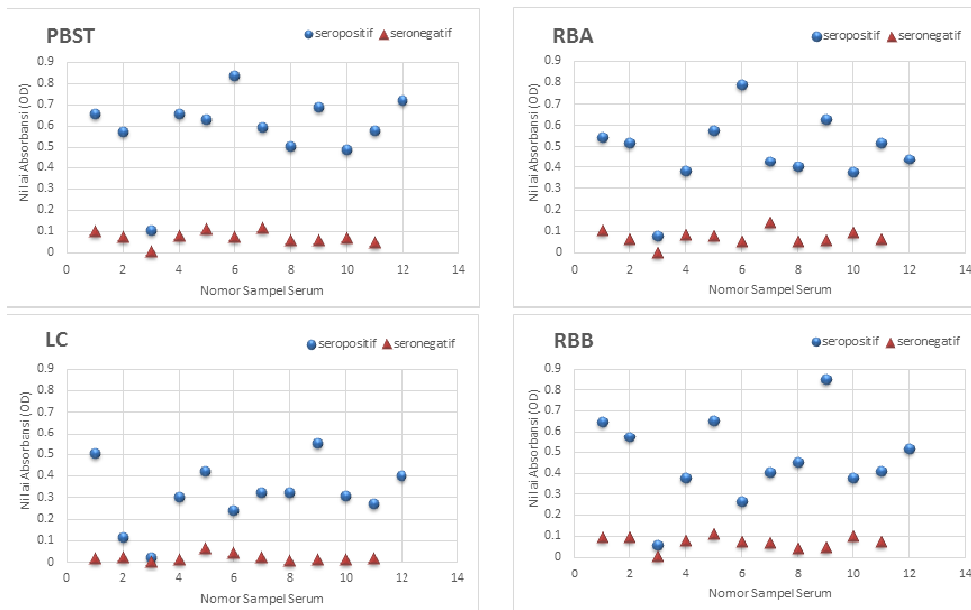 PBST
seropositif seronegatif
Nilai Absorbansi (OD)
0.9
0.8
0.7
0.6
0.5
0.4
0.3
0.2
0.1
0
0 2 4 6 8 10 12 14
Nomor Sampel Serum
RBA
seropositif seronegatif
Nilai Absorbansi (OD)
0.9
0.8
0.7
0.6
0.5
0.4
0.3
0.2
0.1
0
0 2 4 6 8 10 12 14
Nomor Sampel Serum
LC
seropositif seronegatif
Nilai Absorbansi (OD)
0.9
0.8
0.7
0.6
0.5
0.4
0.3
0.2
0.1
0
0 2 4 6 8 10 12 14
Nomor Sampel Serum
RBB
seropositif seronegatif
Nilai Absorbansi (OD)
0.9
0.8
0.7
0.6
0.5
0.4
0.3
0.2
0.1
0
0 2 4 6 8 10 12 14
Nomor Sampel Serum